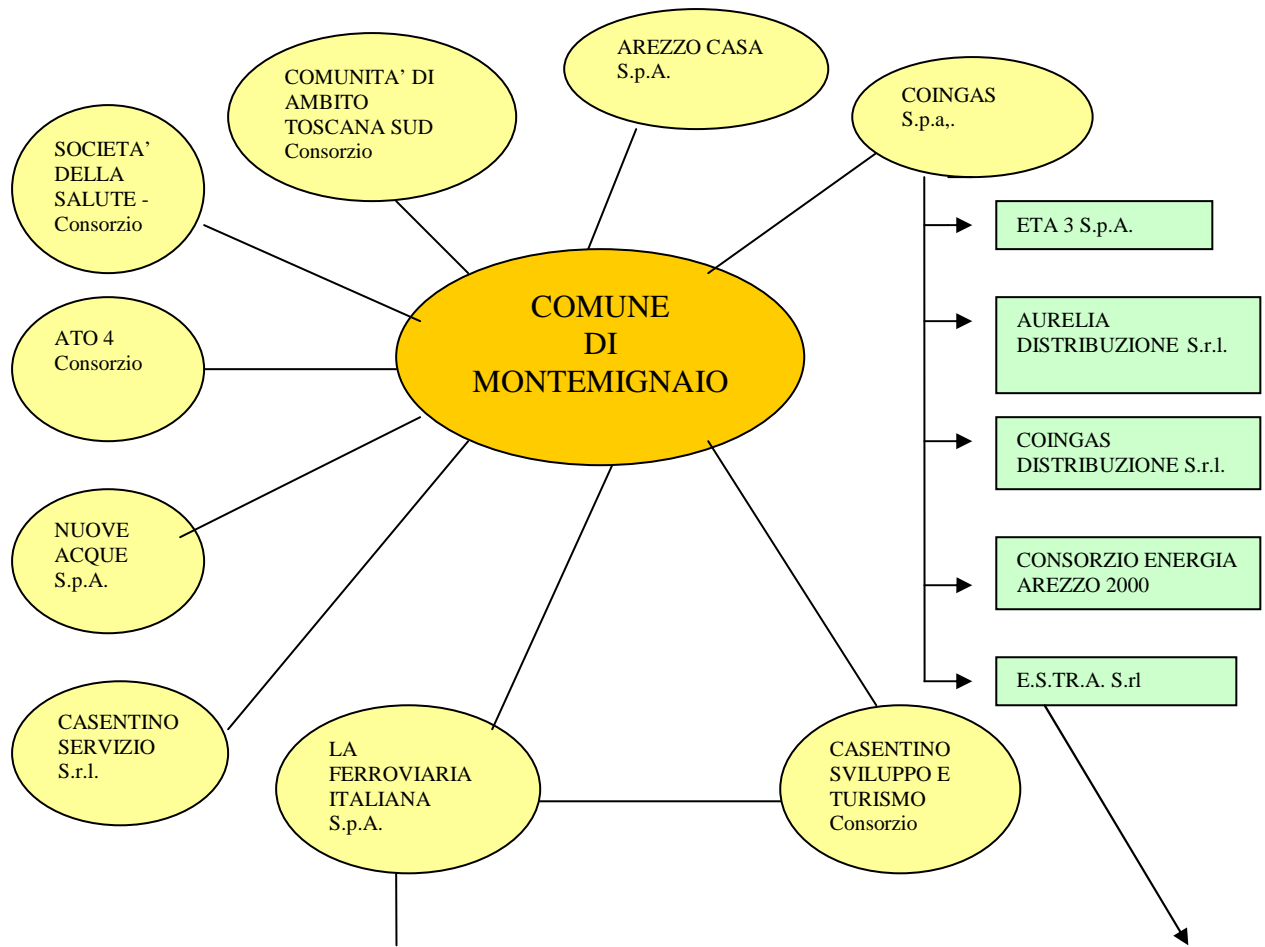 AREZZO CASA
S.p.A.
COMUNITA' DI
AMBITO
TOSCANA SUD
Consorzio
COINGAS
S.p.a,.
SOCIETA'
DELLA
SALUTE -
Consorzio
ETA 3 S.p.A.
COMUNE
DI
MONTEMIGNAIO
ATO 4
Consorzio
AURELIA
DISTRIBUZIONE S.r.l.
COINGAS
DISTRIBUZIONE S.r.l.
NUOVE
ACQUE
S.p.A.
CONSORZIO ENERGIA
AREZZO 2000
E.S.TR.A. S.rl
CASENTINO
SERVIZIO
S.r.l.
LA
FERROVIARIA
ITALIANA
S.p.A.
CASENTINO
SVILUPPO E
TURISMO
Consorzio